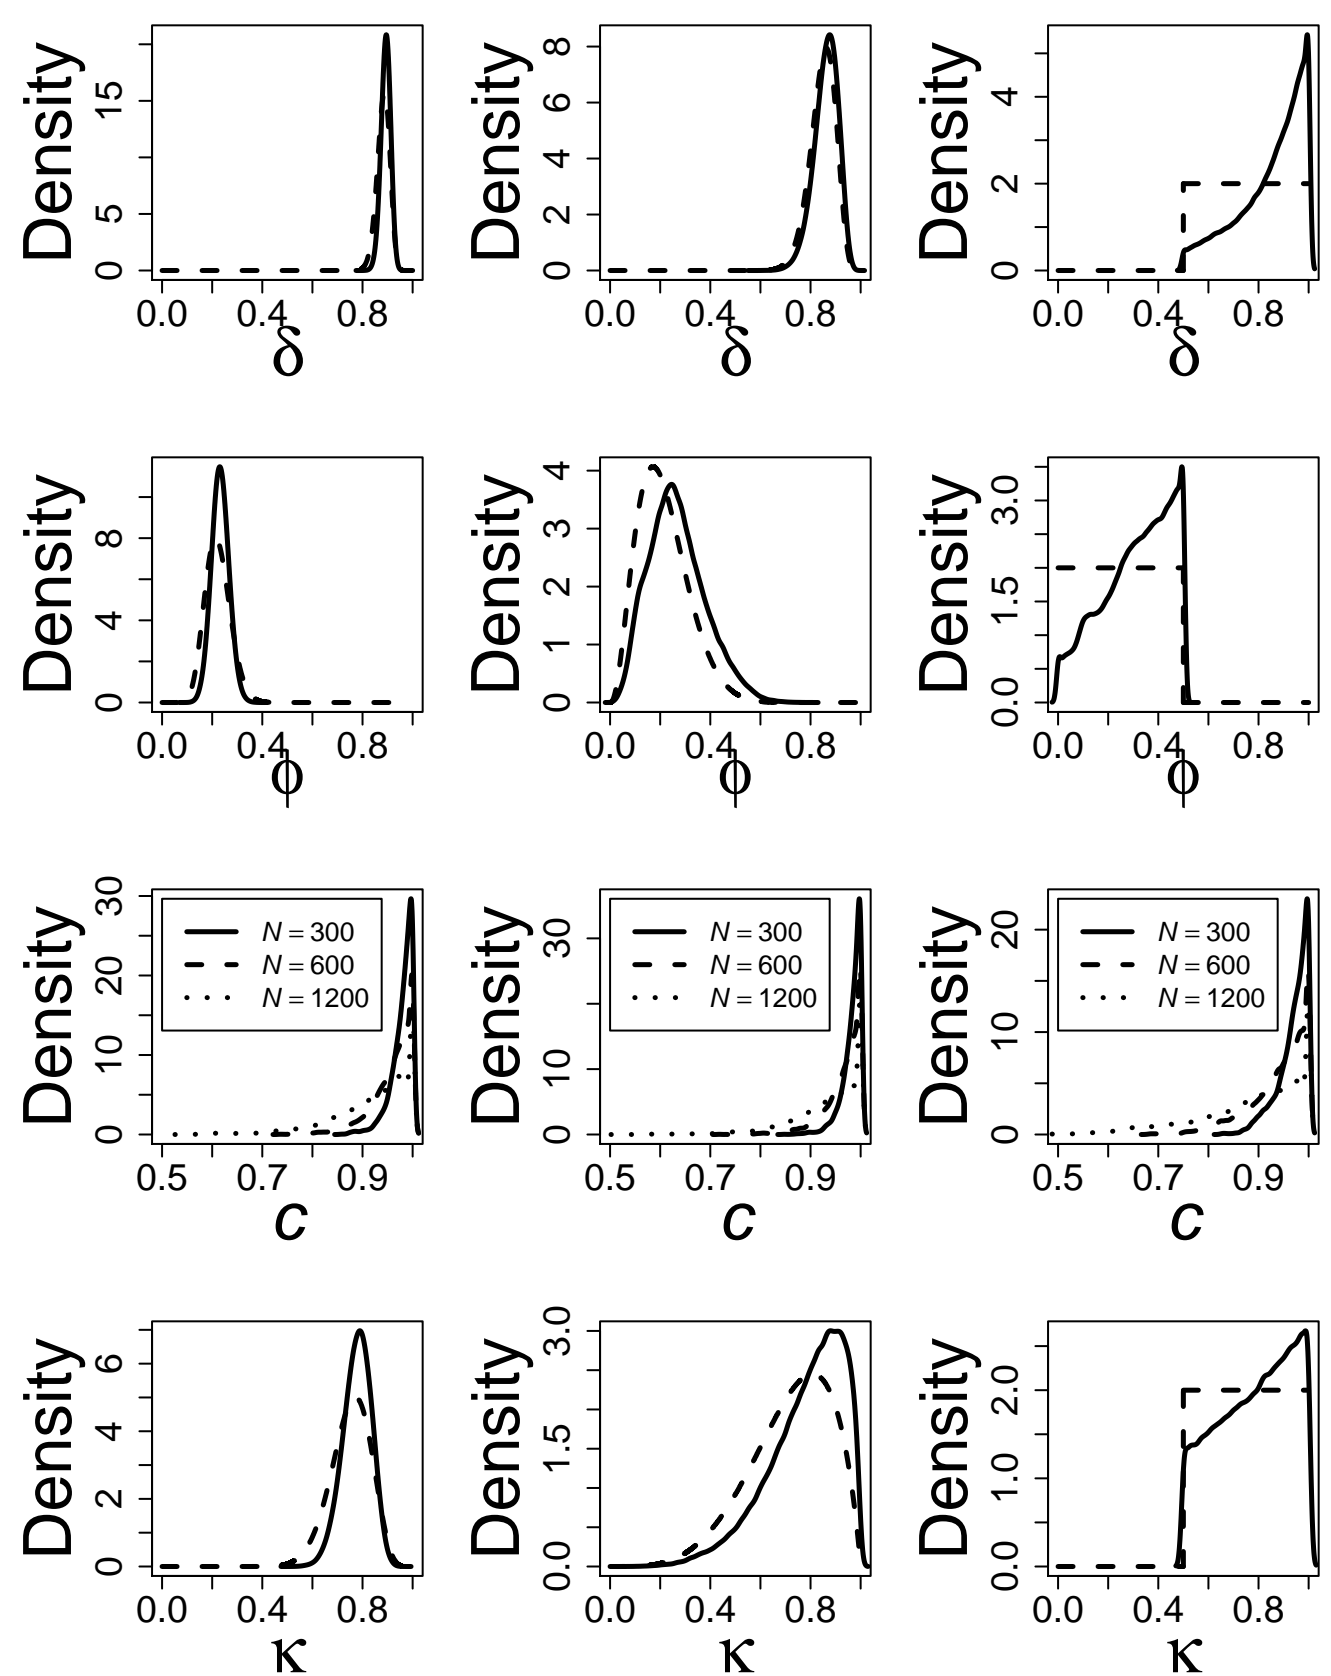 Density 15 5 0 0.0 0.4 0.8 δ
Density 8 6 4 2 0 0.0 0.4 0.8 δ
Density 4 2 0 0.0 0.4 0.8 δ
Density 8 4 0 0.0 0.4 0.8 ϕ
Density 4 3 2 1 0 0.0 0.4 0.8 ϕ
Density 3.0 1.5 0.0 0.0 0.4 0.8 ϕ
Density 30 20 10 0 0.5 0.7 0.9 c
N = 300
N = 600
N = 1200
Density 30 10 0 0.5 0.7 0.9 c
N = 300
N = 600
N = 1200
Density 20 10 0 0.5 0.7 0.9 c
N = 300
N = 600
N = 1200
Density 6 4 2 0 0.0 0.4 0.8 κ
Density 3.0 1.5 0.0 0.0 0.4 0.8 κ
Density 2.0 1.0 0.0 0.0 0.4 0.8 κ